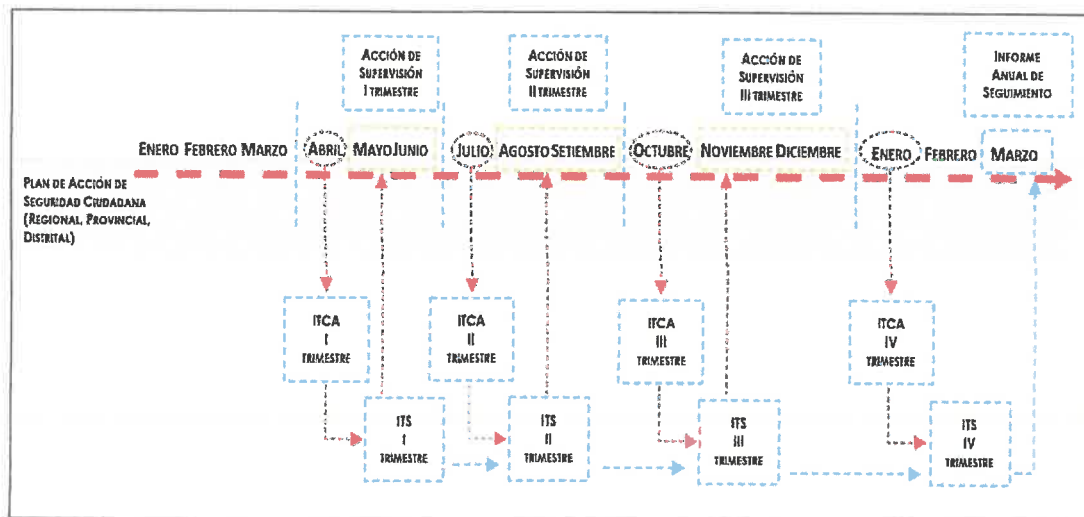 ACCIÓN DE
SUPERVISIÓN
I TRIMESTRE
ACCIÓN DE
SUPERVISIÓN
II TRIMESTRE
ACCIÓN DE
SUPERVISIÓN
III TRIMESTRE
INFORME
ANUAL DE
SEGUIMIENTO
ENERO FEBRERO MARZO ABRIL MAYO JUNIO JULIO AGOSTO SETIEMBRE OCTUBRE NOVIEMBRE DICIEMBRE ENERO FEBRERO MARZO
PLAN DE ACCIÓN DE
SEGURIDAD CIUDADANA
(REGIONAL, PROVINCIAL,
DISTRITAL)
ITCA
I
TRIMESTRE
ITCA
II
TRIMESTRE
ITCA
III
TRIMESTRE
ITCA
IV
TRIMESTRE
ITS
I
TRIMESTRE
ITS
II
TRIMESTRE
ITS
III
TRIMESTRE
ITS
IV
TRIMESTRE